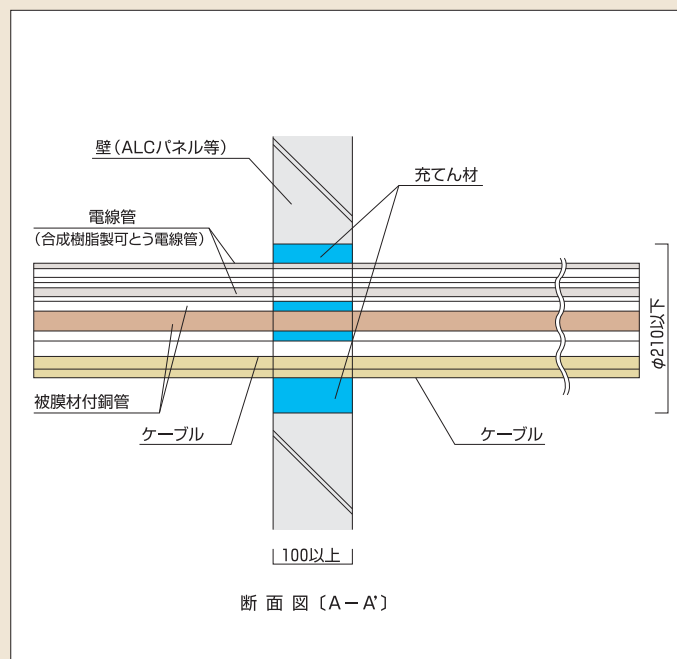 壁(ALCパネル等)
充てん材
電線管
(合成樹脂製可とう電線管)
φ210以下
被膜材付銅管
ケーブル
ケーブル
100以上
断面図〔A－A'〕